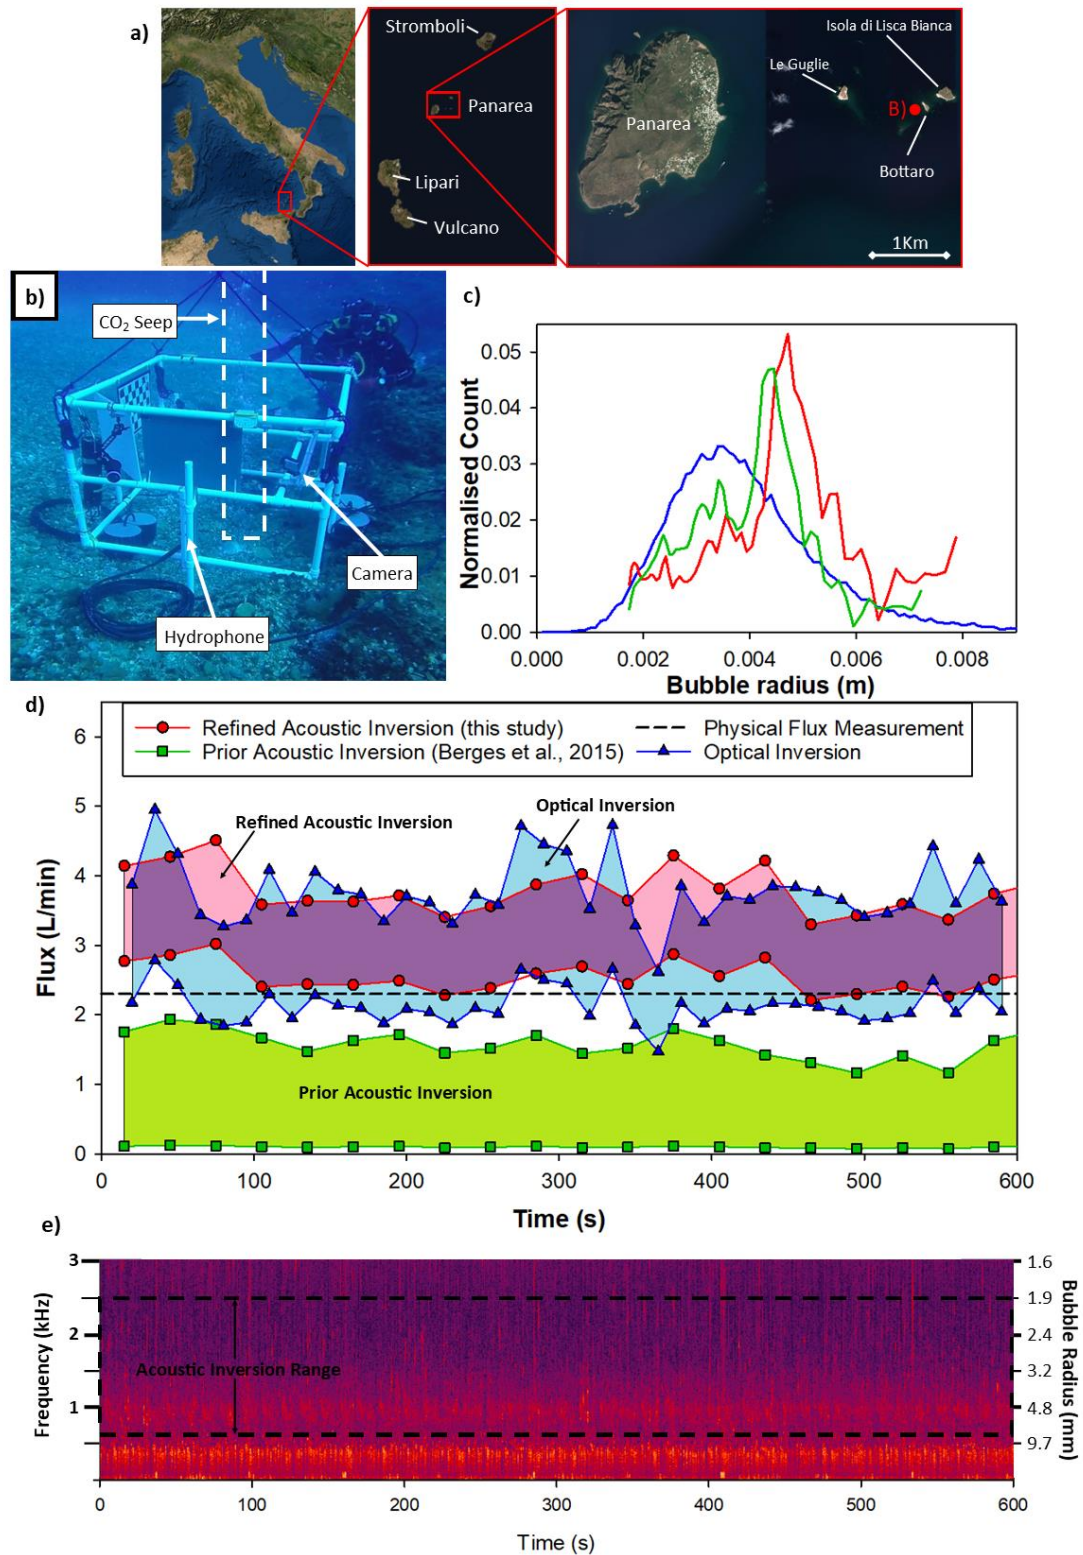 a)
Stromboli
Panarea
Lipari
Vulcano
Isola di Lisca Bianca
Le Guglie
Panarea
B)
Bottaro
1Km
b)
CO₂ Seep
Camera
Hydrophone
c)
Normalised Count
0.05
0.04
0.03
0.02
0.01
0.00
0.000 0.002 0.004 0.006 0.008
Bubble radius (m)
d)
Refined Acoustic Inversion (this study)
Physical Flux Measurement
Prior Acoustic Inversion (Berges et al., 2015)
Optical Inversion
Refined Acoustic Inversion
Optical Inversion
Prior Acoustic Inversion
Flux (L/min)
6
5
4
3
2
1
0
0 100 200 300 400 500 600
Time (s)
e)
Frequency (kHz)
3
2
1
Acoustic Inversion Range
1.6
1.9
2.4
3.2
4.8
9.7
Bubble Radius (mm)
0 100 200 300 400 500 600
Time (s)